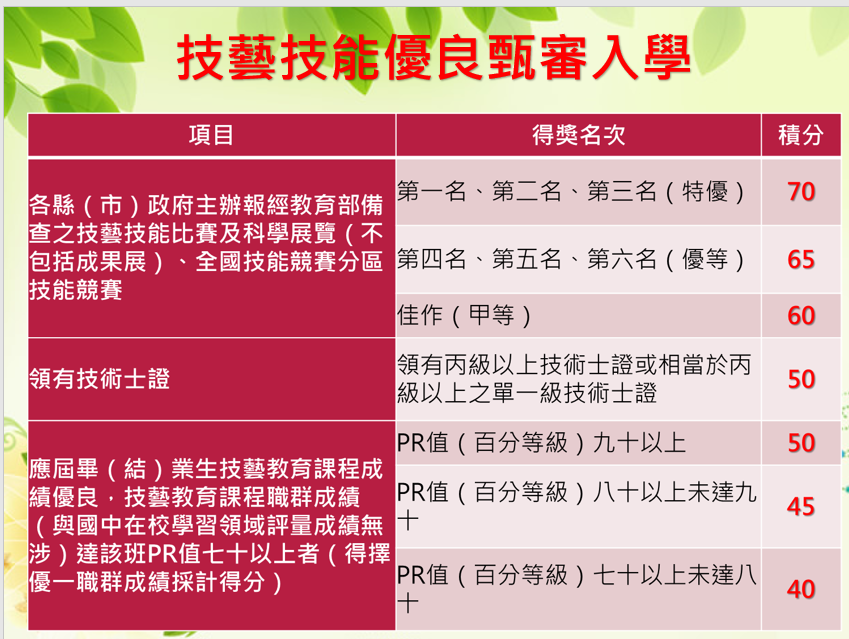 技藝技能優良甄審入學
項目
得獎名次
積分
各縣（市）政府主辦報經教育部備
查之技藝技能比賽及科學展覽（不
包括成果展）、全國技能競賽分區
技能競賽
第一名、第二名、第三名（特優）
70
第四名、第五名、第六名（優等）
65
佳作（甲等）
60
領有技術士證
領有丙級以上技術士證或相當於丙
級以上之單一級技術士證
50
應屆畢（結）業生技藝教育課程成
績優良，技藝教育課程職群成績
（與國中在校學習領域評量成績無
涉）達該班PR值七十以上者（得擇
優一職群成績採計得分）
PR值（百分等級）九十以上
50
PR值（百分等級）八十以上未達九
十
45
PR值（百分等級）七十以上未達八
十
40